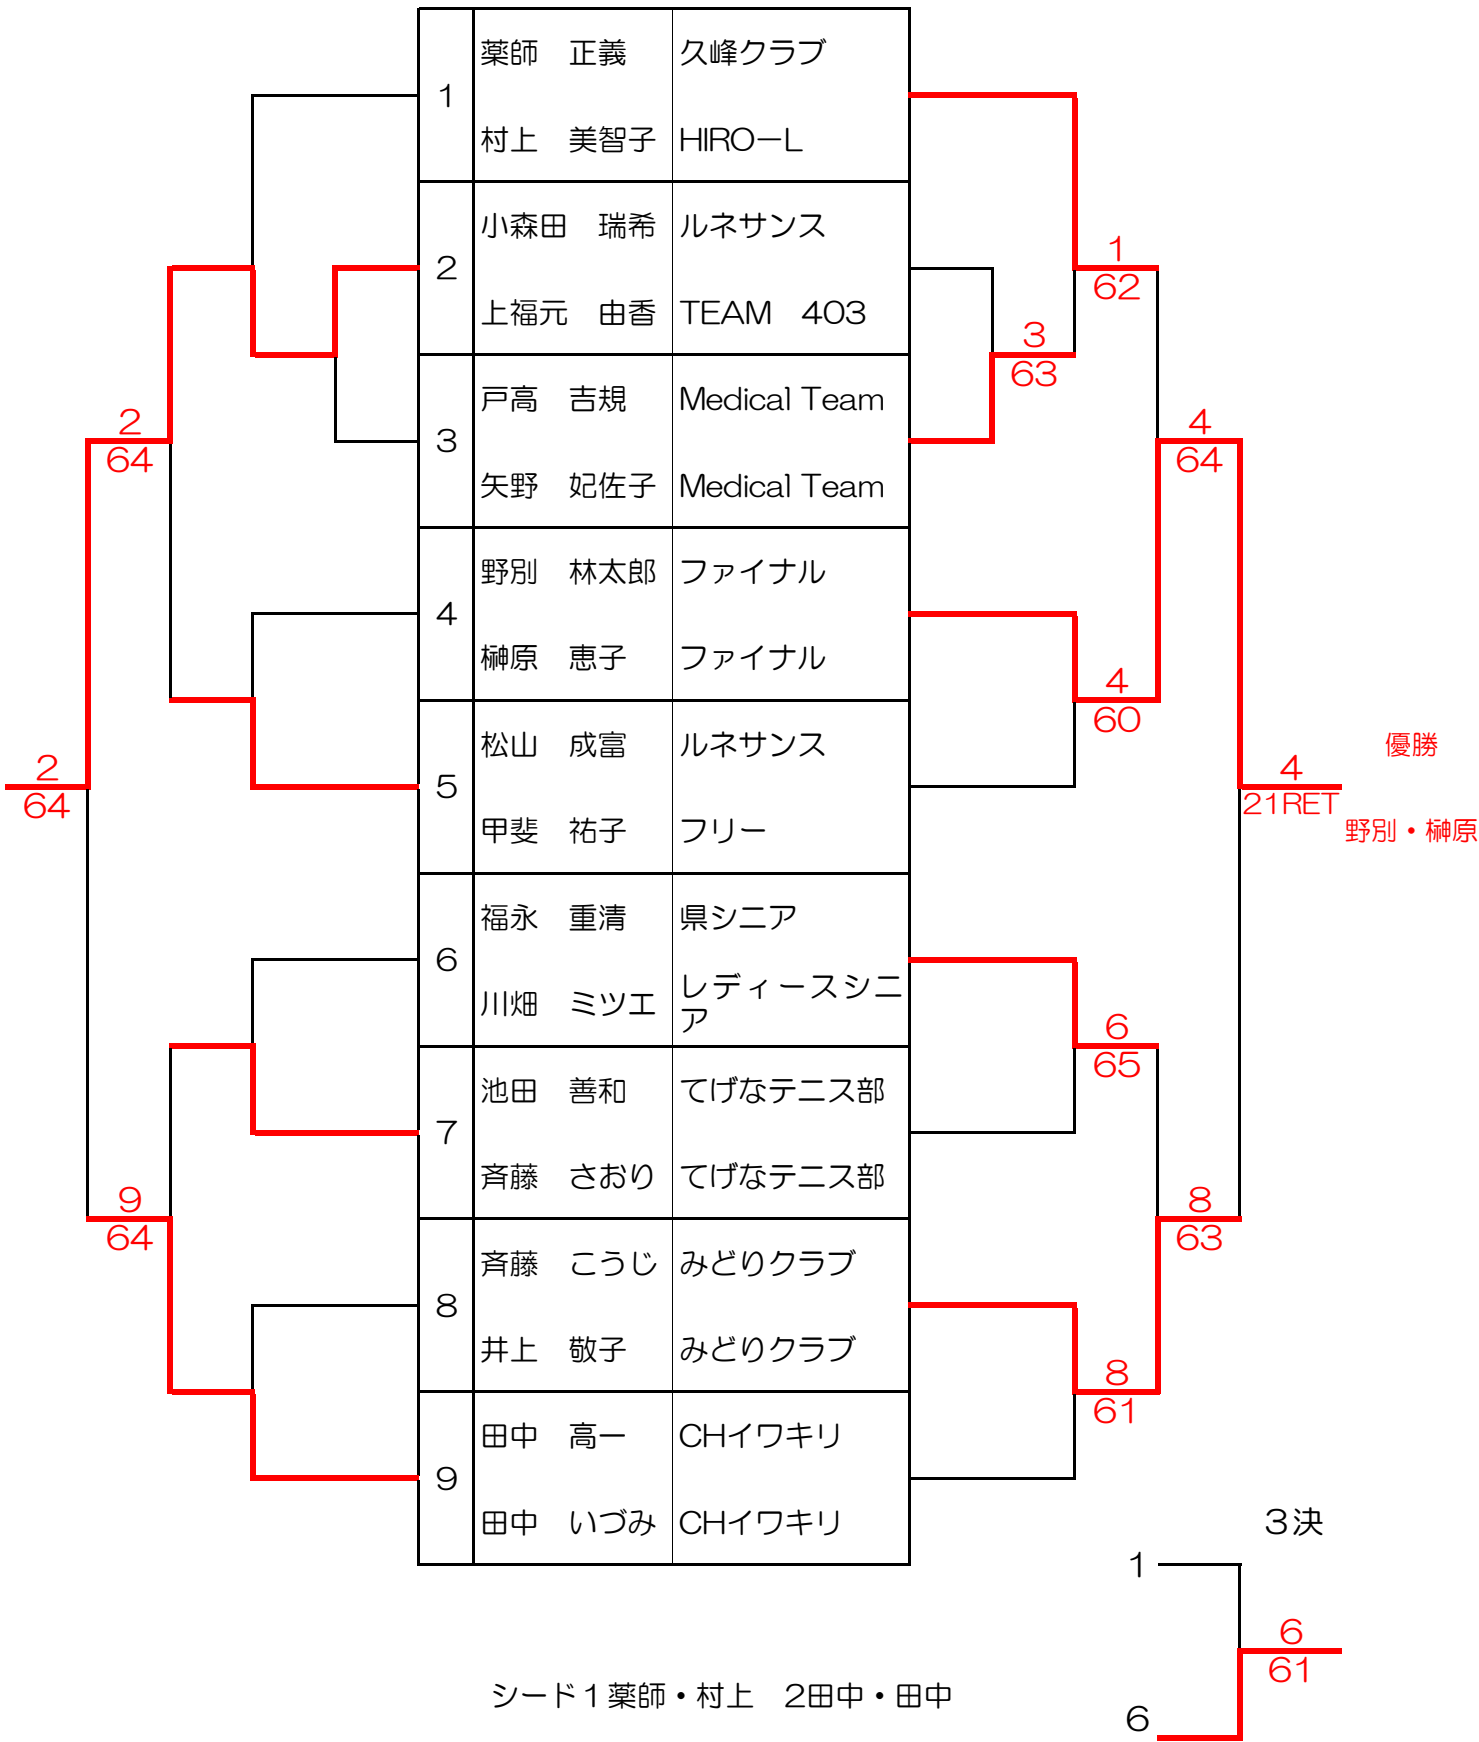 1
薬師　正義　久峰クラブ
村上　美智子　HIRO－L
2
小森田　瑞希　ルネサンス
上福元　由香　TEAM　403
3
戸高　吉規　Medical Team
矢野　妃佐子　Medical Team
4
野別　林太郎　ファイナル
榊原　恵子　ファイナル
5
松山　成富　ルネサンス
甲斐　祐子　フリー
6
福永　重清　県シニア
川畑　ミツエ　レディースシニ
ア
7
池田　善和　てげなテニス部
斉藤　さおり　てげなテニス部
8
斉藤　こうじ　みどりクラブ
井上　敬子　みどりクラブ
9
田中　高一　CHイワキリ
田中　いづみ　CHイワキリ
2
64
2
64
9
64
1
62
3
63
4
64
4
60
4
21RET
優勝
野別・榊原
6
65
8
63
8
61
3決
1
6
61
6
シード1薬師・村上　2田中・田中